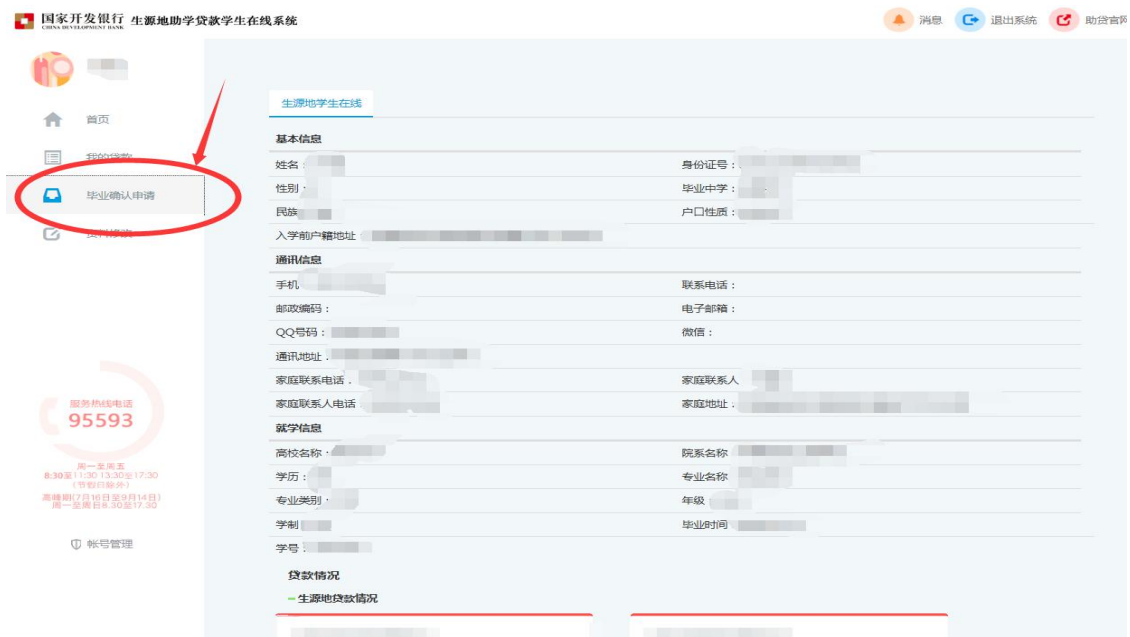 国家开发银行 生源地助学贷款学生在线系统
CHINA DEVELOPMENT BANK
消息 退出系统 助贷官网
首页
我的贷款
毕业确认申请
资料修改
服务热线电话
95593
周一至周五
8:30至11:30 13:30至17:30
(节假日除外)
高峰期(7月16日至9月14日)
周一至周日8:30至17:30
帐号管理
生源地学生在线
基本信息
姓名: 身份证号:
性别: 毕业中学:
民族 户口性质:
入学前户籍地址
通讯信息
手机 联系电话:
邮政编码: 电子邮箱:
QQ号码: 微信:
通讯地址:
家庭联系电话: 家庭联系人
家庭联系人电话 家庭地址:
就学信息
高校名称: 院系名称
学历: 专业名称
专业类别: 年级
学制 毕业时间
学号:
贷款情况
生源地贷款情况